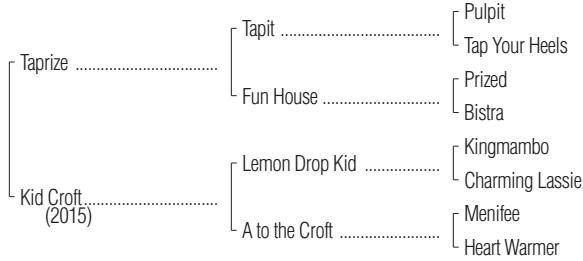 Pulpit
Tapit
Tap Your Heels
Taprize
Prized
Fun House
Bistra
Kingmambo
Lemon Drop Kid
Charming Lassie
Kid Croft
(2015)
Menifee
A to the Croft
Heart Warmer